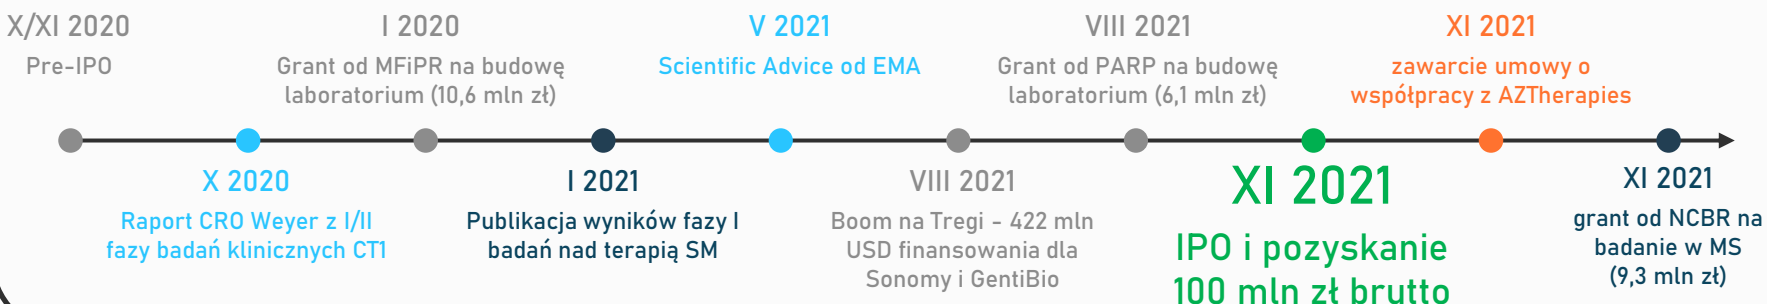 X/XI 2020
Pre-IPO
X 2020
Raport CRO Weyer z I/II
fazy badań klinicznych CT1
I 2020
Grant od MFiPR na budowę
laboratorium (10,6 mln zł)
I 2021
Publikacja wyników fazy I
badań nad terapią SM
V 2021
Scientific Advice od EMA
VIII 2021
Boom na Tregi - 422 mln
USD finansowania dla
Sonomy i GentiBio
VIII 2021
Grant od PARP na budowę
laboratorium (6,1 mln zł)
XI 2021
IPO i pozyskanie
100 mln zł brutto
XI 2021
zawarcie umowy o
współpracy z AZTherapies
XI 2021
grant od NCBR na
badanie w MS
(9,3 mln zł)